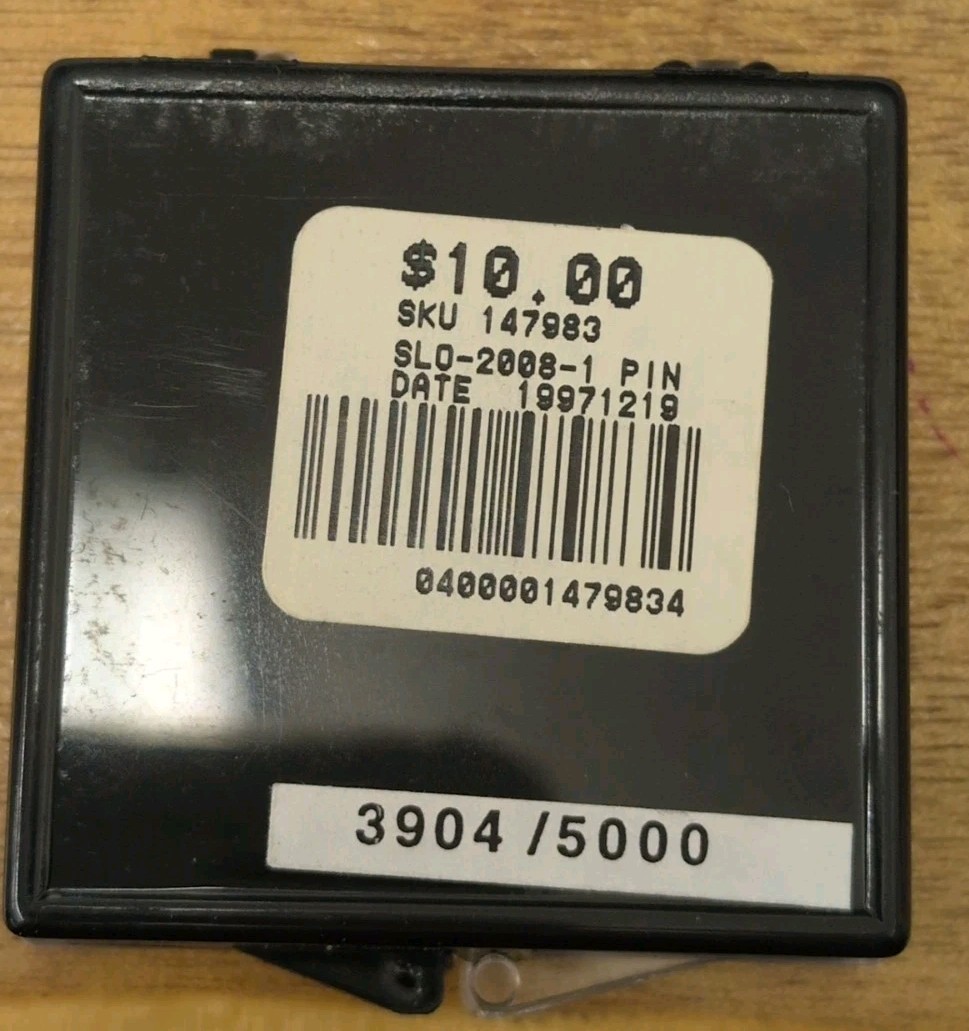 $10.00
SKU 147983
SLO-2008-1 PIN
DATE 19971219
0400001479834
3904 /5000